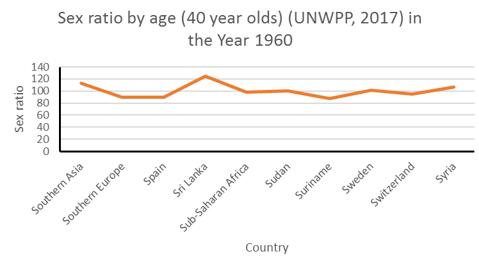 Sex ratio by age (40 year olds) (UNWPP, 2017) in
the Year 1960
140
120
100
80
60
40
20
0
Sex ratio
Southern Asia
Southern Europe
Spain
Sri Lanka
Sub-Saharan Africa
Sudan
Suriname
Sweden
Switzerland
Syria
Country